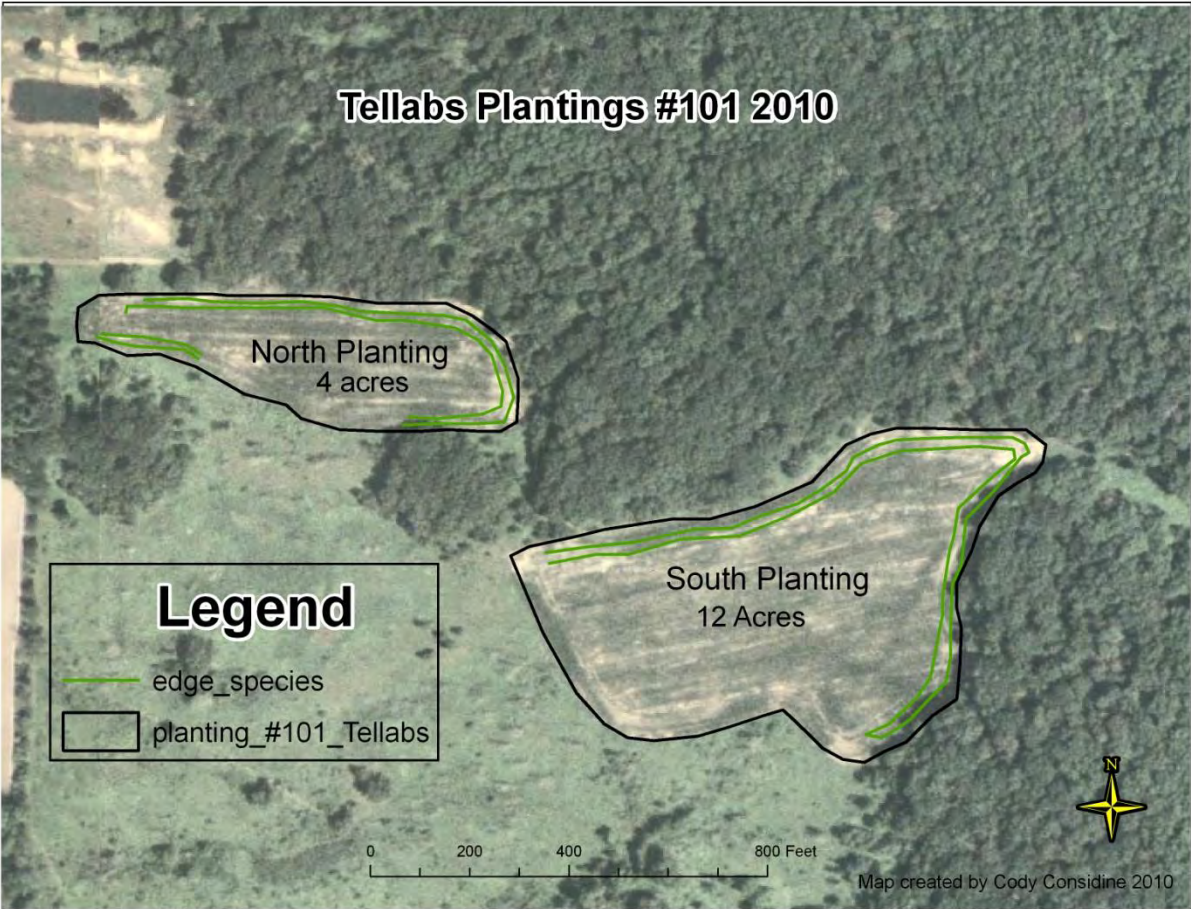 Tellabs Plantings #101 2010
North Planting
4 acres
South Planting
12 Acres
Legend
edge_species
planting_#101_Tellabs
N
0 200 400 800 Feet
Map created by Cody Considine 2010